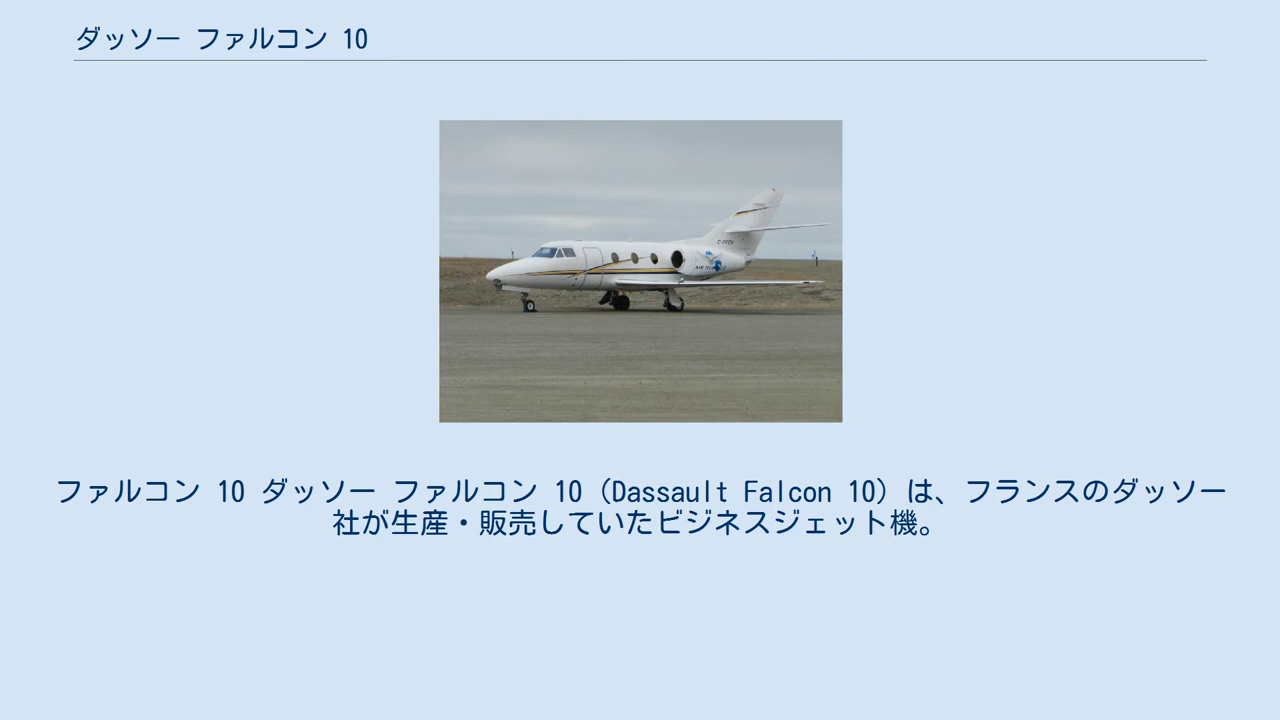 ダッソー ファルコン 10
ファルコン 10 ダッソー ファルコン 10 (Dassault Falcon 10) は、フランスのダッソー
社が生産・販売していたビジネスジェット機。